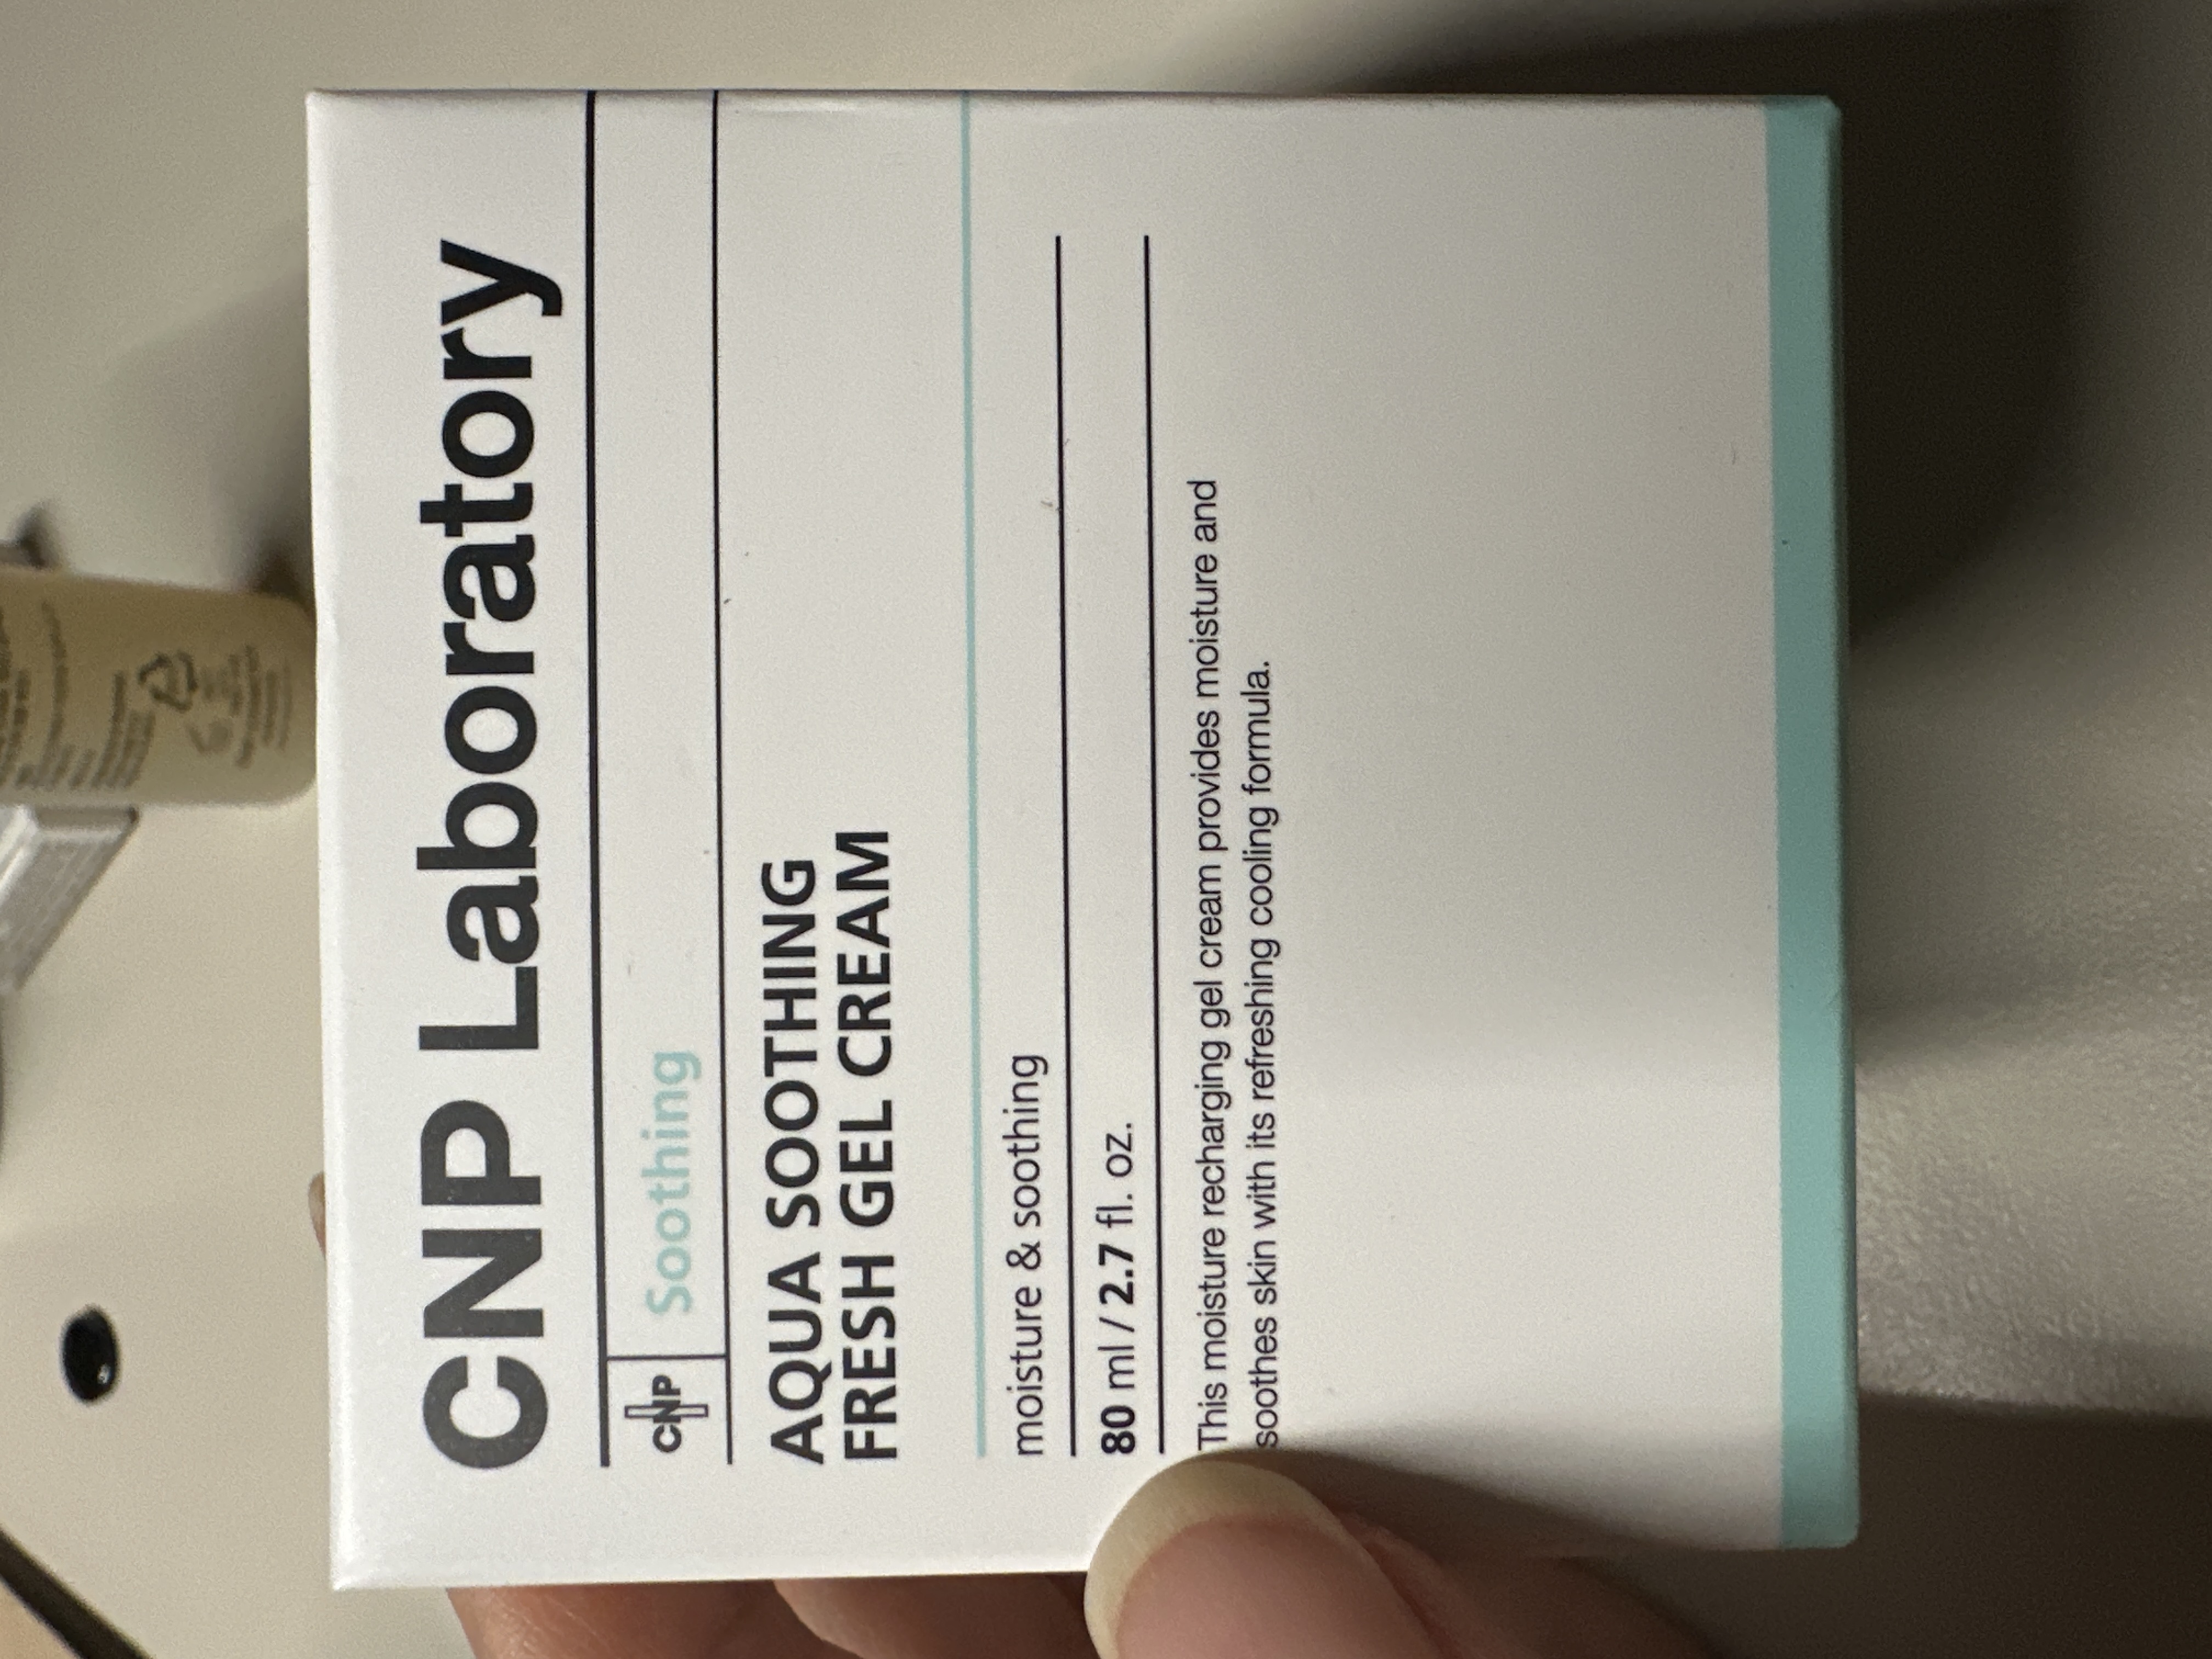 CNP Laboratory
CNP Soothing
AQUA SOOTHING
FRESH GEL CREAM
moisture & soothing
80 ml / 2.7 fl. oz.
This moisture recharging gel cream provides moisture and
soothes skin with its refreshing cooling formula.